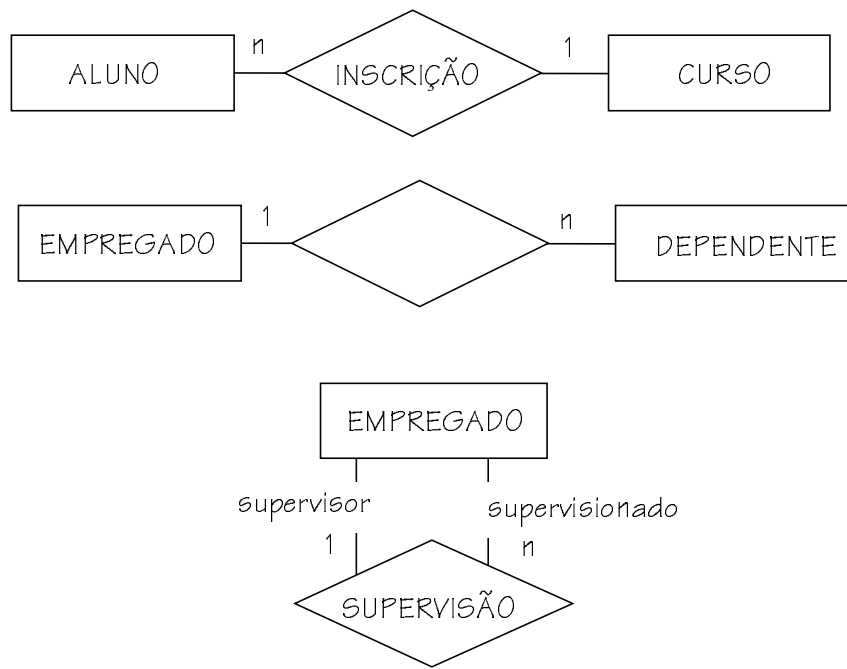 ALUNO n INSCRIÇÃO 1 CURSO
EMPREGADO 1 n DEPENDENTE
EMPREGADO
supervisor supervisionado
1 n
SUPERVISÃO